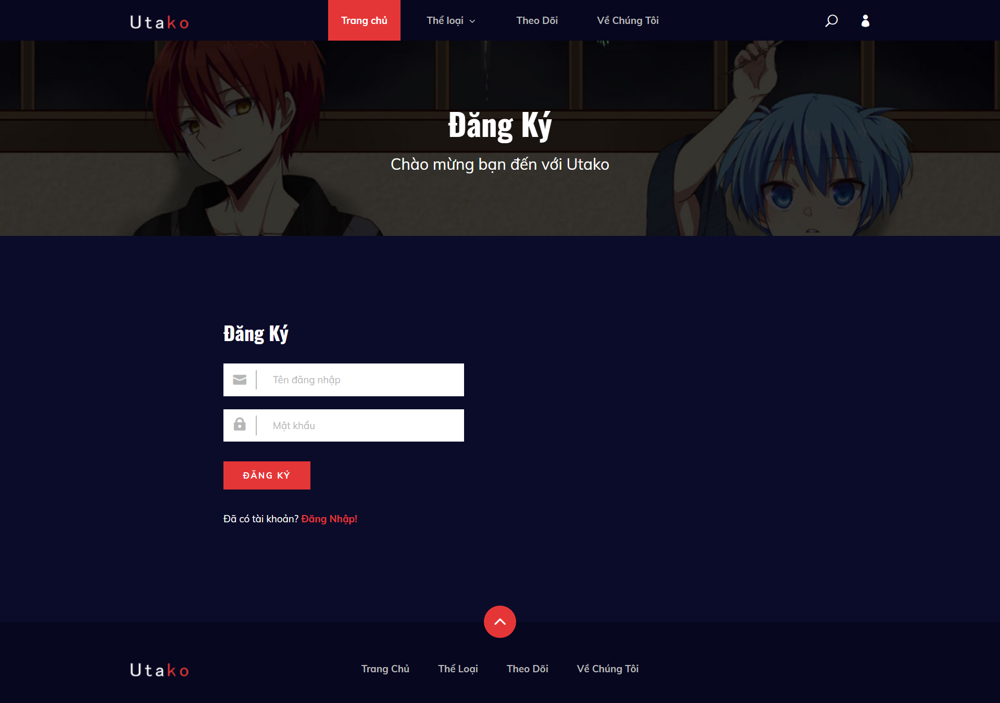 Utako
Trang chủ
Thể loại
Theo Dõi
Về Chúng Tôi
Đăng Ký
Chào mừng bạn đến với Utako
Đăng Ký
Tên đăng nhập
Mật khẩu
ĐĂNG KÝ
Đã có tài khoản? Đăng Nhập!
Utako
Trang Chủ
Thể Loại
Theo Dõi
Về Chúng Tôi